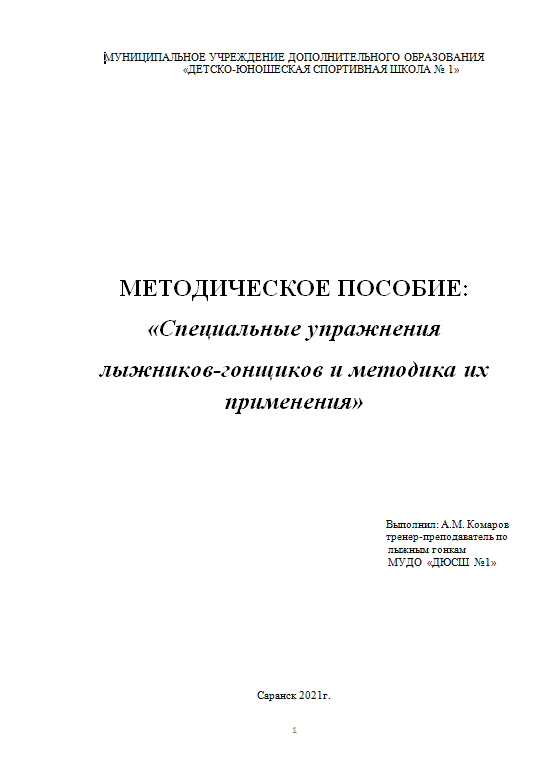 МУНИЦИПАЛЬНОЕ УЧРЕЖДЕНИЕ ДОПОЛНИТЕЛЬНОГО ОБРАЗОВАНИЯ
«ДЕТСКО-ЮНОШЕСКАЯ СПОРТИВНАЯ ШКОЛА № 1»
МЕТОДИЧЕСКОЕ ПОСОБИЕ:
«Специальные упражнения
лыжников-гонщиков и методика их
применения»
Выполнил: А.М. Комаров
тренер-преподаватель по
лыжным гонкам
МУДО «ДЮСШ №1»
Саранск 2021г.
1